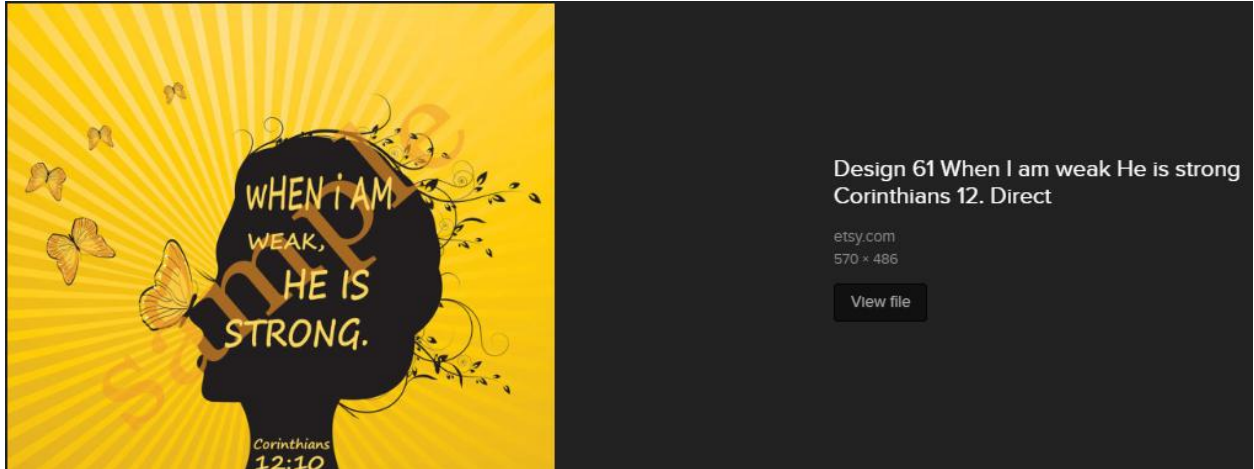 wHEN i AM
WEAK,
HE IS
STRONG.
Corinthians
12:10
sample
Design 61 When I am weak He is strong
Corinthians 12. Direct
etsy.com
570 × 486
View file